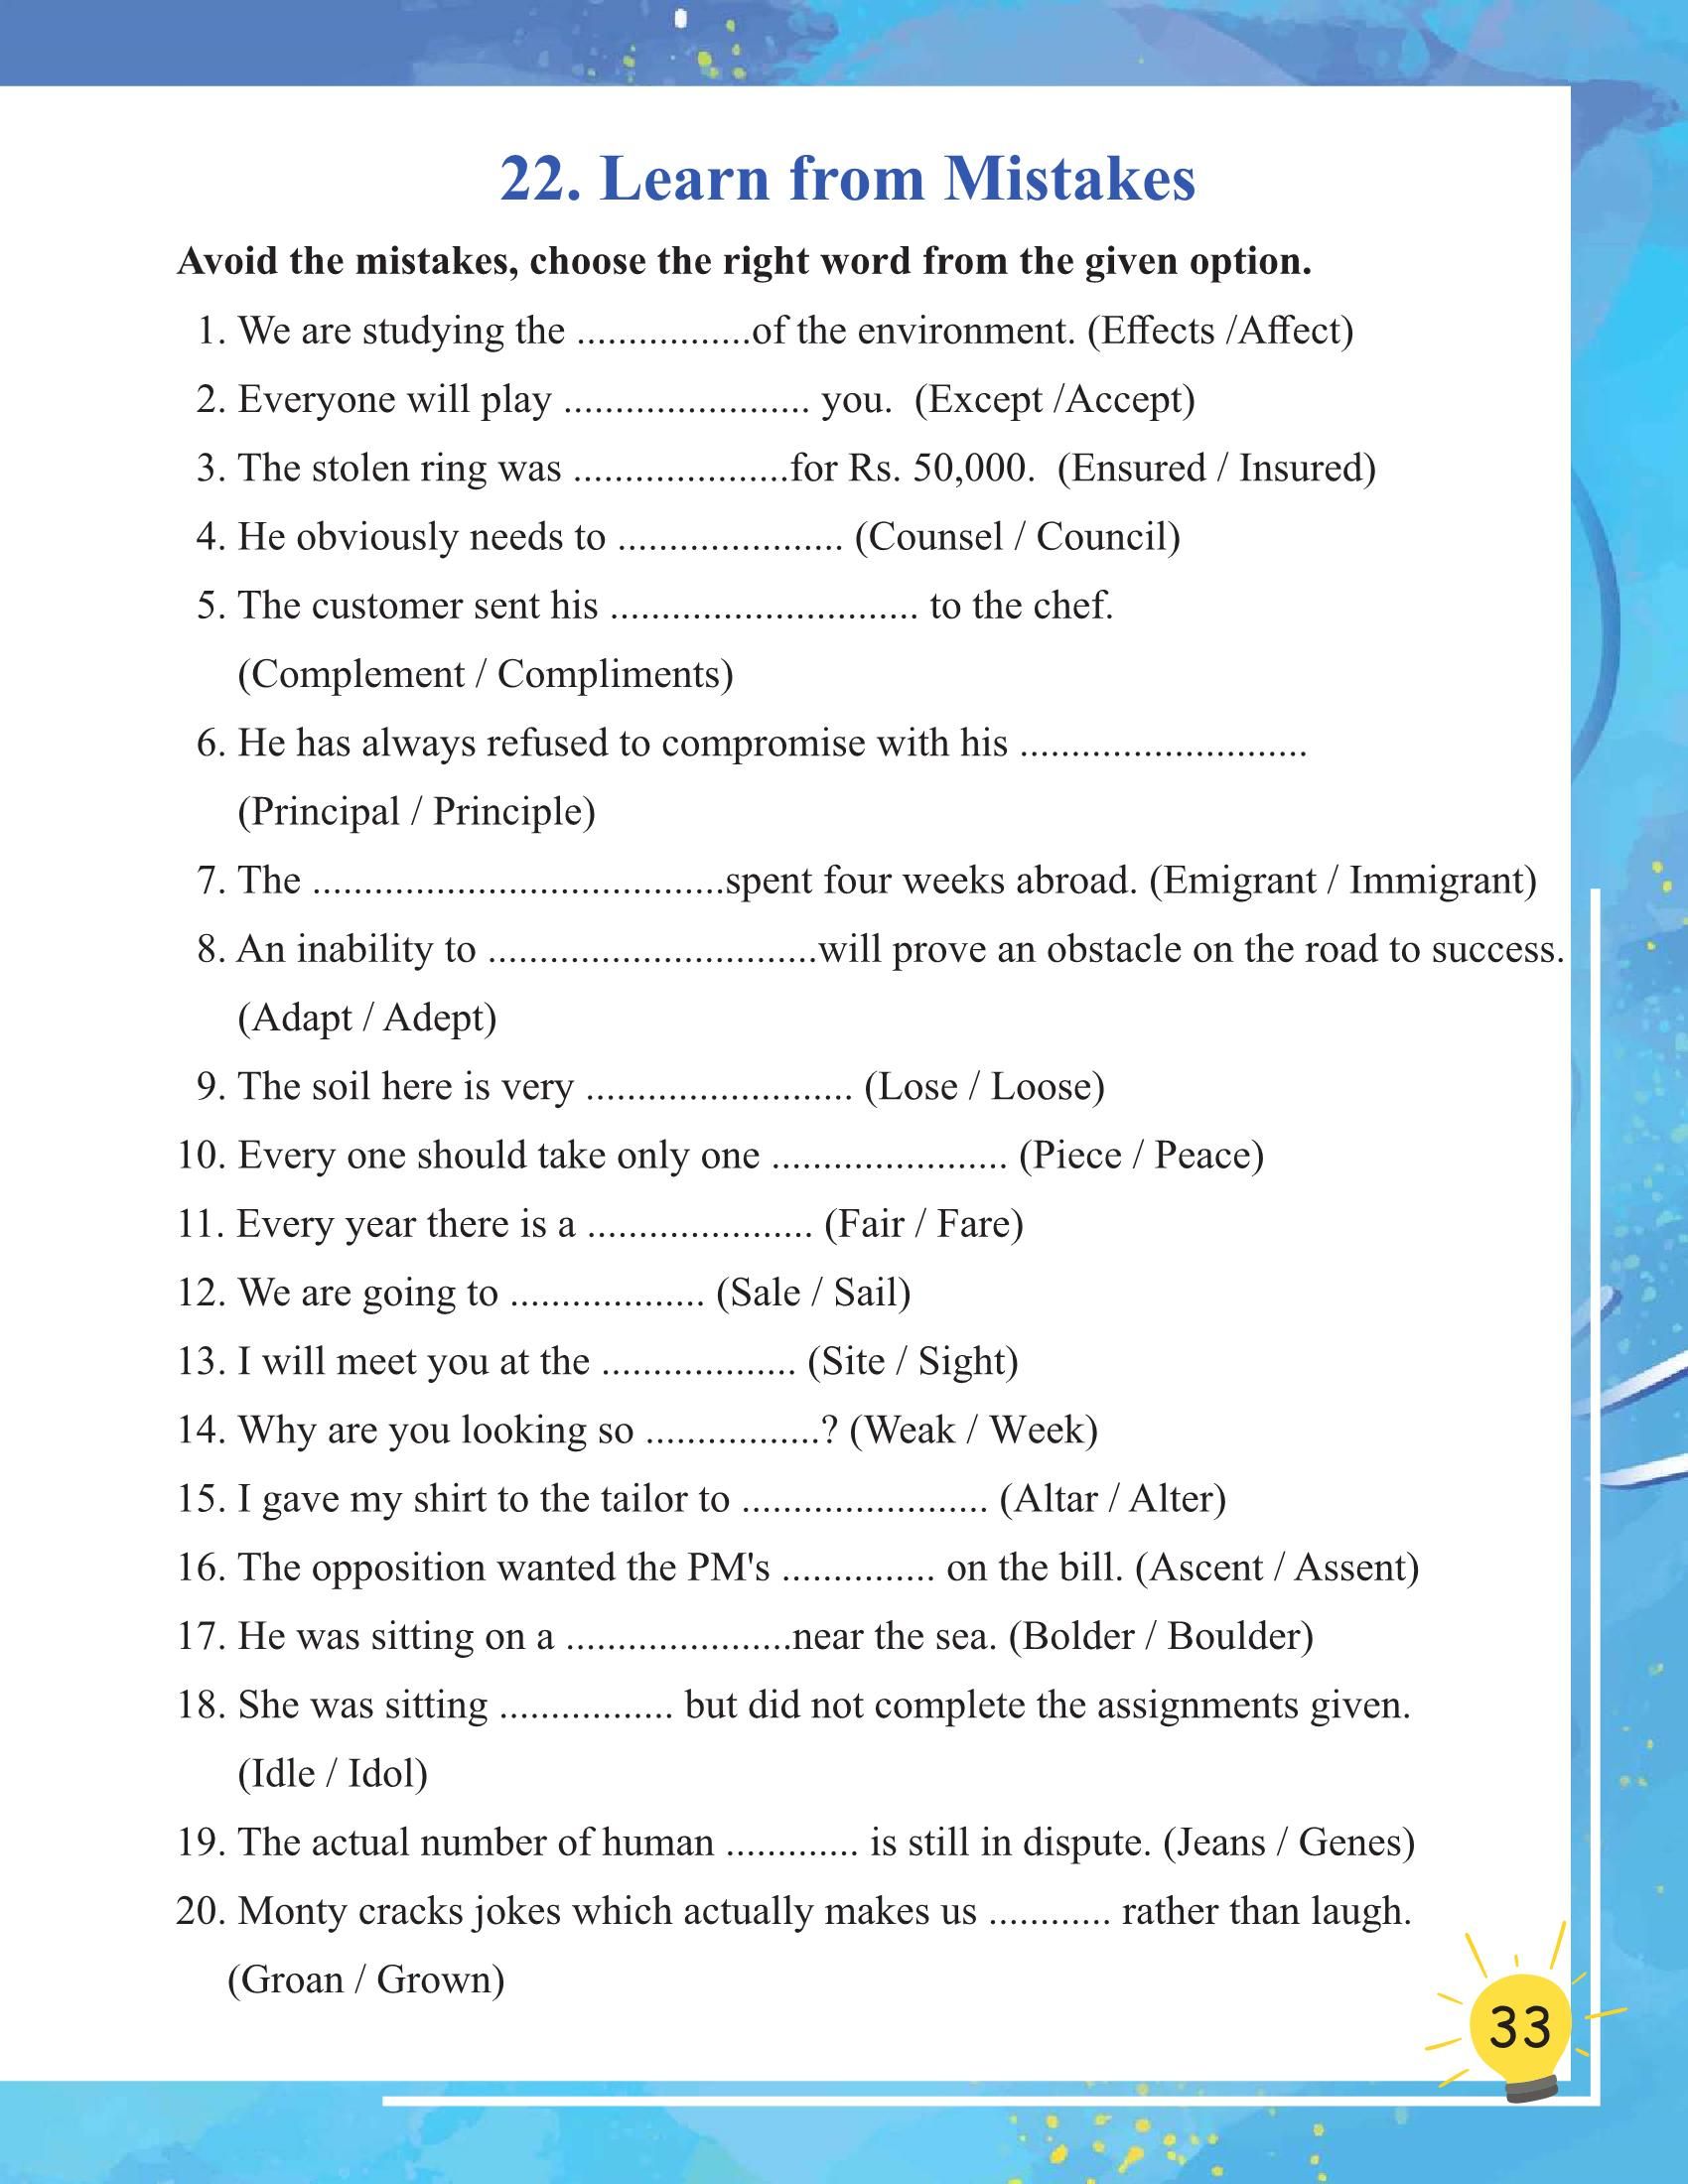 22. Learn from Mistakes
Avoid the mistakes, choose the right word from the given option.
1. We are studying the .................of the environment. (Effects /Affect)
2. Everyone will play ........................ you.  (Except /Accept)
3. The stolen ring was .....................for Rs. 50,000.  (Ensured / Insured)
4. He obviously needs to ...................... (Counsel / Council)
5. The customer sent his .............................. to the chef.
(Complement / Compliments)
6. He has always refused to compromise with his ............................
(Principal / Principle)
7. The ........................................spent four weeks abroad. (Emigrant / Immigrant)
8. An inability to ................................will prove an obstacle on the road to success.
(Adapt / Adept)
9. The soil here is very .......................... (Lose / Loose)
10. Every one should take only one ....................... (Piece / Peace)
11. Every year there is a ...................... (Fair / Fare)
12. We are going to ................... (Sale / Sail)
13. I will meet you at the ................... (Site / Sight)
14. Why are you looking so .................? (Weak / Week)
15. I gave my shirt to the tailor to ........................ (Altar / Alter)
16. The opposition wanted the PM's ............... on the bill. (Ascent / Assent)
17. He was sitting on a ......................near the sea. (Bolder / Boulder)
18. She was sitting ................. but did not complete the assignments given.
(Idle / Idol)
19. The actual number of human ............. is still in dispute. (Jeans / Genes)
20. Monty cracks jokes which actually makes us ............ rather than laugh.
(Groan / Grown)
33